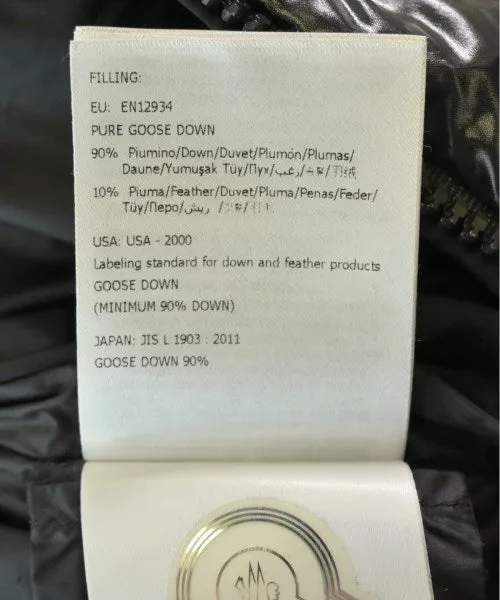 FILLING:
EU: EN12934
PURE GOOSE DOWN
90% Piumino/Down/Duvet/Plumón/Plumas/
Daune/Yumuşak Tüy/Пух/زغب/
10% Piuma/Feather/Duvet/Pluma/Penas/Feder/
Tüy/Перо/ريش/
USA: USA - 2000
Labeling standard for down and feather products
GOOSE DOWN
(MINIMUM 90% DOWN)
JAPAN: JIS L 1903 : 2011
GOOSE DOWN 90%